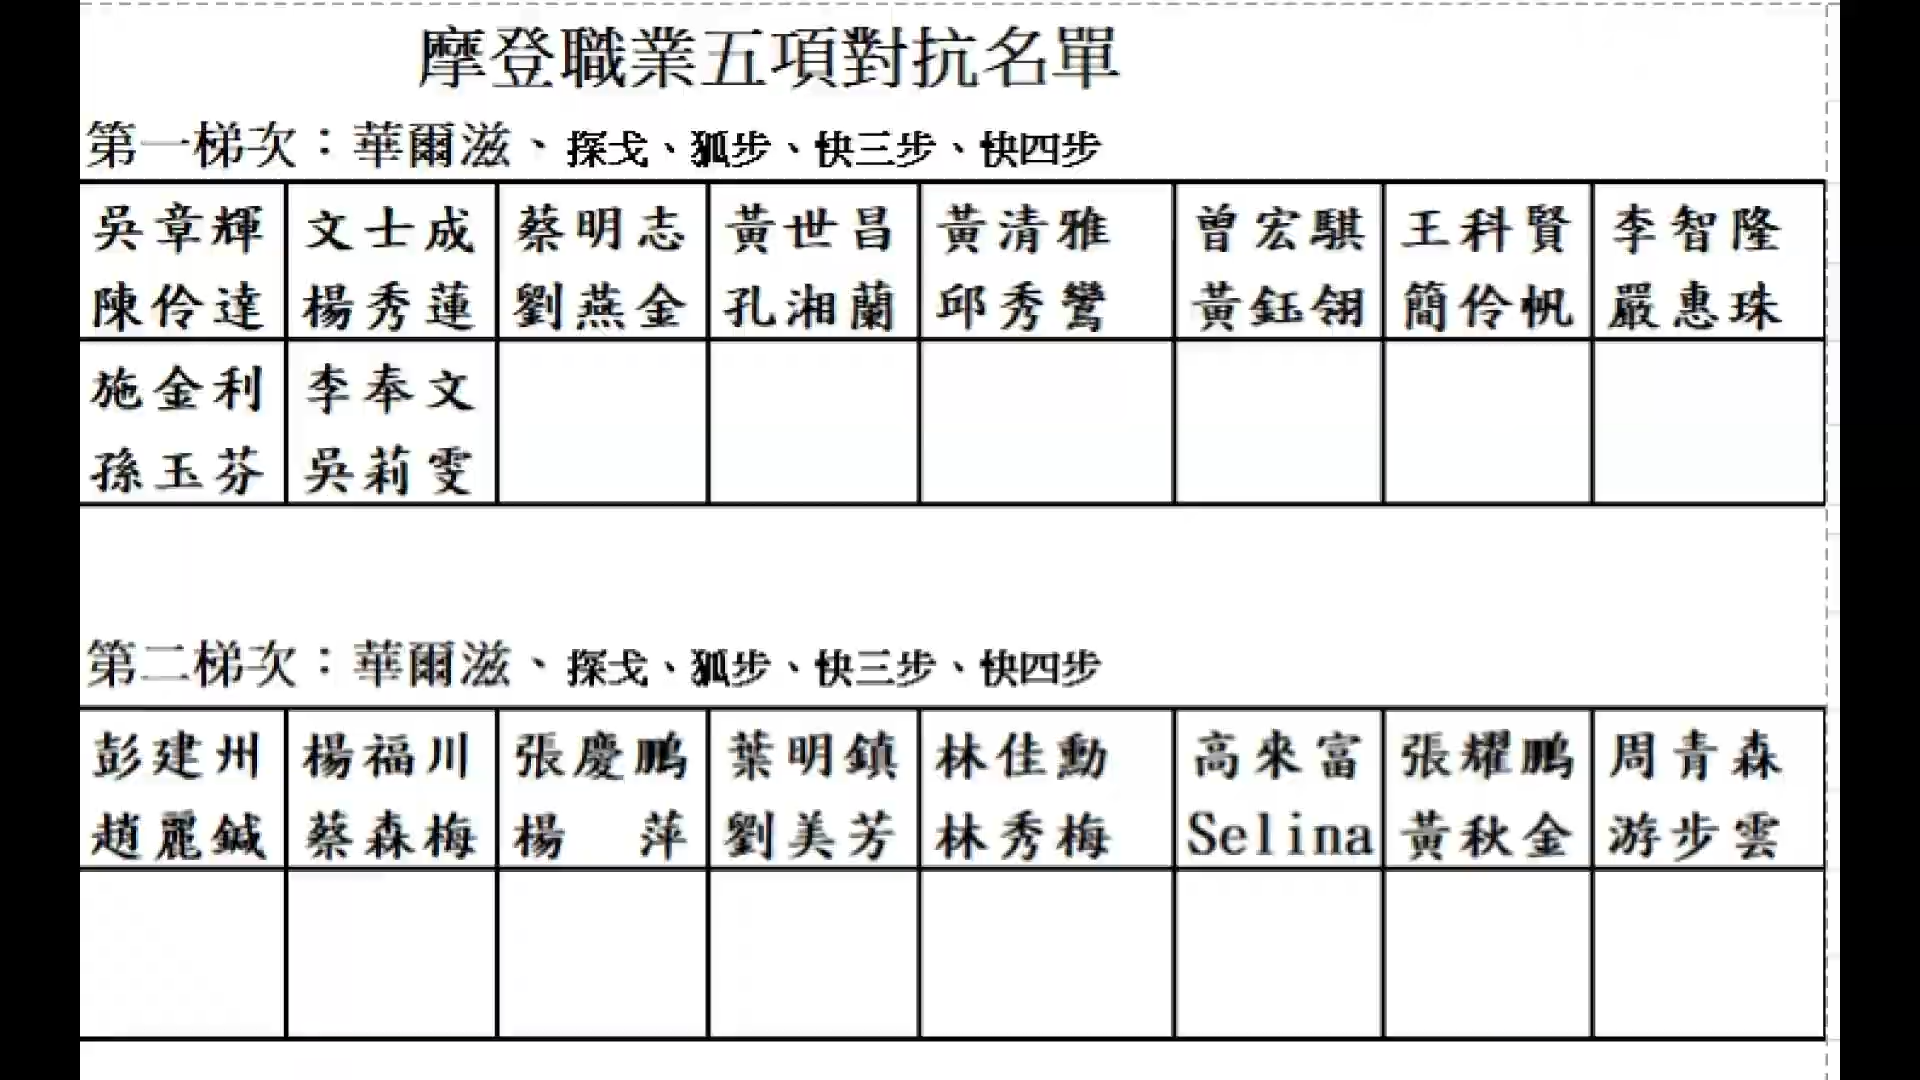 摩登職業五項對抗名單
第一梯次：華爾滋、探戈、狐步、快三步、快四步
吳章輝 文士成 蔡明志 黃世昌 黃清雅 曾宏騏 王科賢 李智隆
陳伶達 楊秀蓮 劉燕金 孔湘蘭 邱秀鶯 黃鈺翎 簡伶帆 嚴惠珠
施金利 李奉文
孫玉芬 吳莉雯
第二梯次：華爾滋、探戈、狐步、快三步、快四步
彭建州 楊福川 張慶鵬 葉明鎮 林佳勳 高來富 張耀鵬 周青森
趙麗鍼 蔡森梅 楊　萍 劉美芳 林秀梅 Selina 黃秋金 游步雲